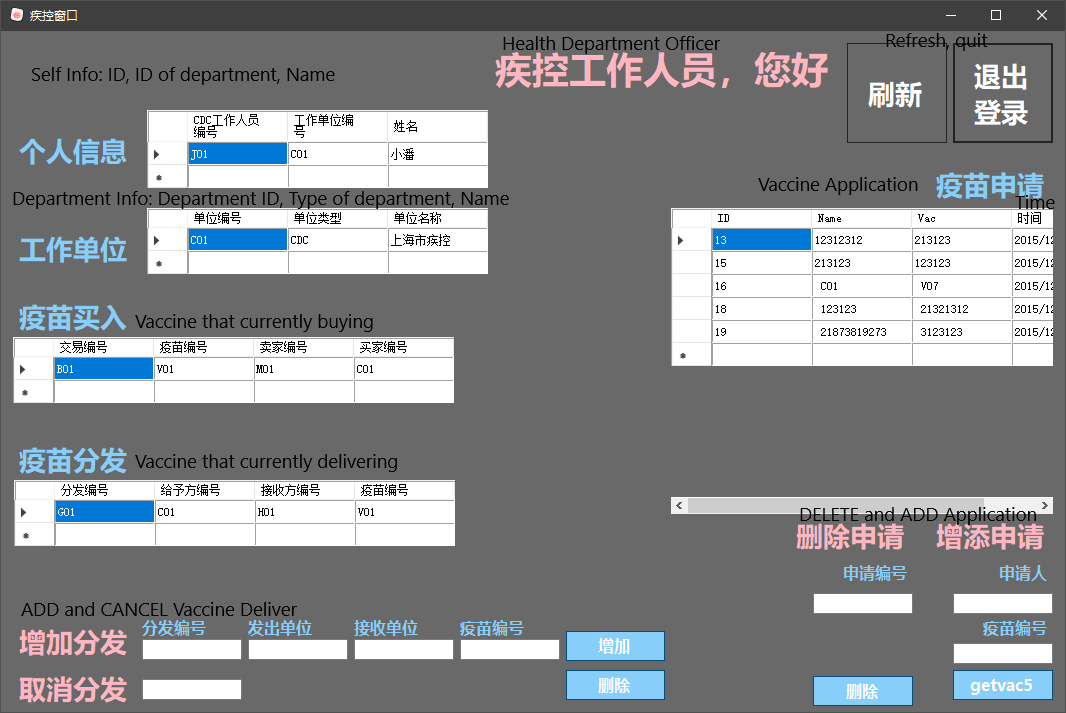 疾控窗口
Health Department Officer
Refresh, quit
疾控工作人员，您好
刷新
退出
登录
Self Info: ID, ID of department, Name
个人信息
CDC工作人员
编号
工作单位编
号
姓名
J01 C01 小潘
Department Info: Department ID, Type of department, Name
工作单位
单位编号 单位类型 单位名称
C01 CDC 上海市疾控
疫苗买入 Vaccine that currently buying
交易编号 疫苗编号 卖家编号 买家编号
B01 V01 M01 C01
疫苗分发 Vaccine that currently delivering
分发编号 给予方编号 接收方编号 疫苗编号
G01 C01 H01 V01
Vaccine Application 疫苗申请
Time
ID Name Vac 时间
13 12312312 213123 2015/12
15 213123 123123 2015/12
16 C01 V07 2015/12
18 123123 21321312 2015/12
19 21873819273 3123123 2015/12
DELETE and ADD Application
删除申请 增添申请
申请编号 申请人
疫苗编号
删除 getvac5
ADD and CANCEL Vaccine Deliver
增加分发 分发编号 发出单位 接收单位 疫苗编号 增加
取消分发 删除